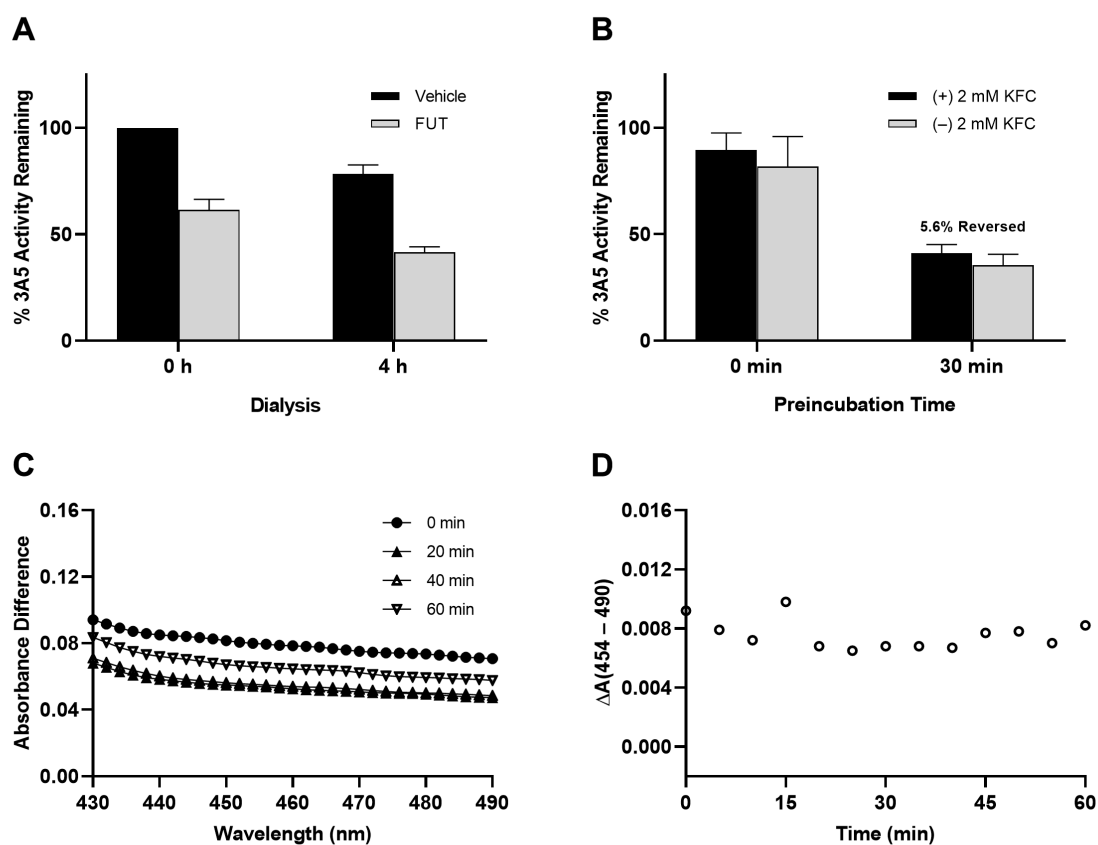 A
% 3A5 Activity Remaining
100
50
0
Vehicle
FUT
0 h
4 h
Dialysis
B
% 3A5 Activity Remaining
100
50
0
(+) 2 mM KFC
(–) 2 mM KFC
5.6% Reversed
0 min
30 min
Preincubation Time
C
Absorbance Difference
0.16
0.12
0.08
0.04
0.00
0 min
20 min
40 min
60 min
430 440 450 460 470 480 490
Wavelength (nm)
D
ΔA(454 – 490)
0.016
0.012
0.008
0.004
0.000
0 15 30 45 60
Time (min)